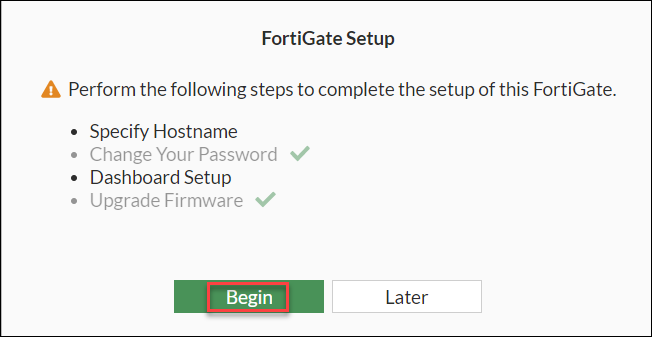 FortiGate Setup
Perform the following steps to complete the setup of this FortiGate.
Specify Hostname
Change Your Password
Dashboard Setup
Upgrade Firmware
Begin
Later